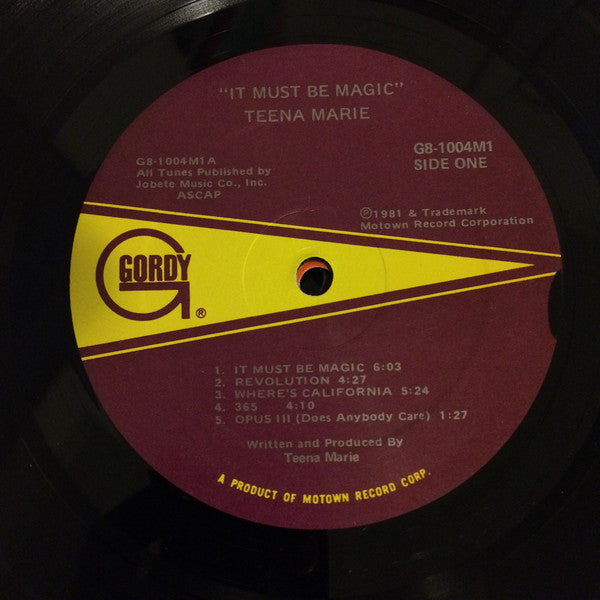 "IT MUST BE MAGIC"
TEENA MARIE
G8-1004M1A
All Tunes Published by
Jobete Music Co., Inc.
ASCAP
G8-1004M1
SIDE ONE
Ⓟ1981 & Trademark
Motown Record Corporation
GORDY
G®
1. IT MUST BE MAGIC 6:03
2. REVOLUTION 4:27
3. WHERE'S CALIFORNIA 5:24
4. 365 4:10
5. OPUS III (Does Anybody Care) 1:27
Written and Produced By
Teena Marie
A PRODUCT OF MOTOWN RECORD CORP.